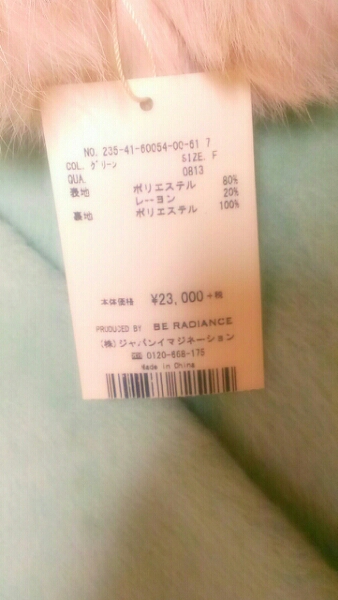 NO. 235-41-60054-00-61 7
COL. グリーン SIZE. F
QUA. 0813
表地 ポリエステル 80%
レーヨン 20%
裏地 ポリエステル 100%
本体価格 ¥23,000+税
PRODUCED BY BE RADIANCE
(株)ジャパンイマジネーション
0120-668-175
Made in China